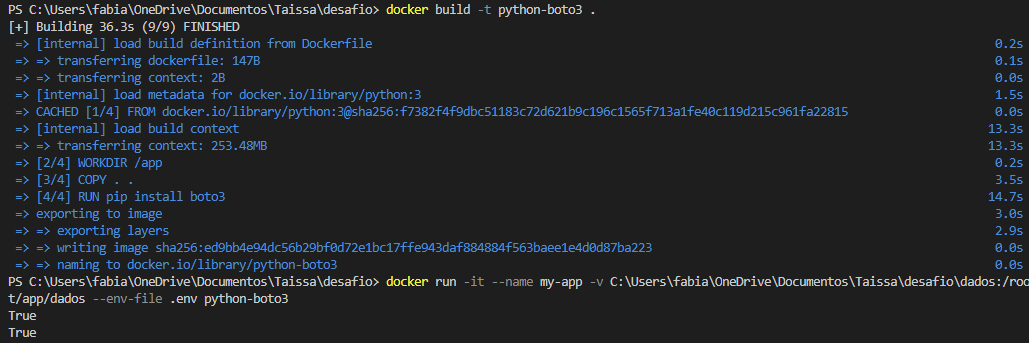 PS C:\Users\fabia\OneDrive\Documentos\Taissa\desafio> docker build -t python-boto3 .
[+] Building 36.3s (9/9) FINISHED
=> [internal] load build definition from Dockerfile 0.2s
=> => transferring dockerfile: 147B 0.1s
=> => transferring context: 2B 0.0s
=> [internal] load metadata for docker.io/library/python:3 1.5s
=> CACHED [1/4] FROM docker.io/library/python:3@sha256:f7382f4f9dbc51183c72d621b9c196c1565f713a1fe40c119d215c961fa22815 0.0s
=> [internal] load build context 13.3s
=> => transferring context: 253.48MB 13.3s
=> [2/4] WORKDIR /app 0.2s
=> [3/4] COPY . . 3.5s
=> [4/4] RUN pip install boto3 14.7s
=> exporting to image 3.0s
=> => exporting layers 2.9s
=> => writing image sha256:ed9bb4e94dc56b29bf0d72e1bc17ffe943daf884884f563baee1e4d0d87ba223 0.0s
=> => naming to docker.io/library/python-boto3 0.0s
PS C:\Users\fabia\OneDrive\Documentos\Taissa\desafio> docker run -it --name my-app -v C:\Users\fabia\OneDrive\Documentos\Taissa\desafio\dados:/roo
t/app/dados --env-file .env python-boto3
True
True